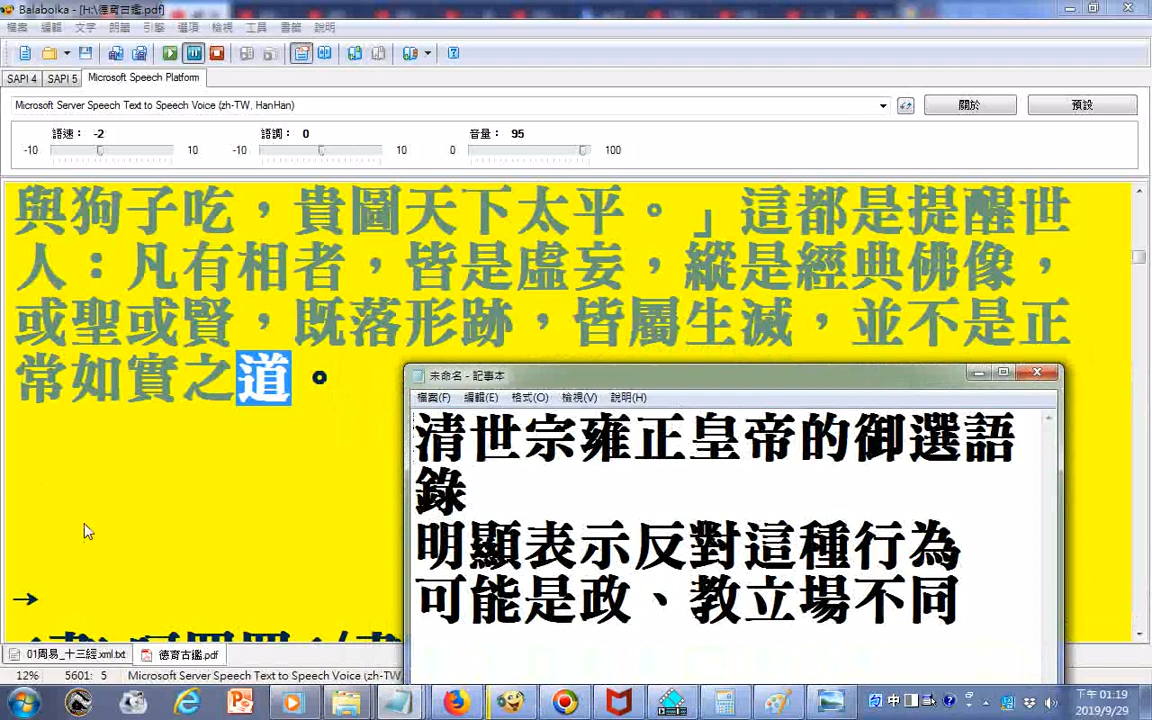 Balabolka - [H:\德育古鑑.pdf]
檔案 編輯 文字 朗讀 引擎 選項 檢視 工具 書籤 說明
SAPI 4 SAPI 5 Microsoft Speech Platform
Microsoft Server Speech Text to Speech Voice (zh-TW, HanHan)
關於 預設
語速： -2 語調： 0 音量： 95
-10 10 -10 10 0 100
與狗子吃，貴圖天下太平。」這都是提醒世
人：凡有相者，皆是虛妄，縱是經典佛像，
或聖或賢，既落形跡，皆屬生滅，並不是正
常如實之道。
→
未命名 - 記事本
檔案(F) 編輯(E) 格式(O) 檢視(V) 說明(H)
清世宗雍正皇帝的御選語
錄
明顯表示反對這種行為
可能是政、教立場不同
01周易_十三經.xml.txt 德育古鑑.pdf
12% 5601: 5 Microsoft Server Speech Text to Speech Voice (zh-TW,
中 下午 01:19
2019/9/29